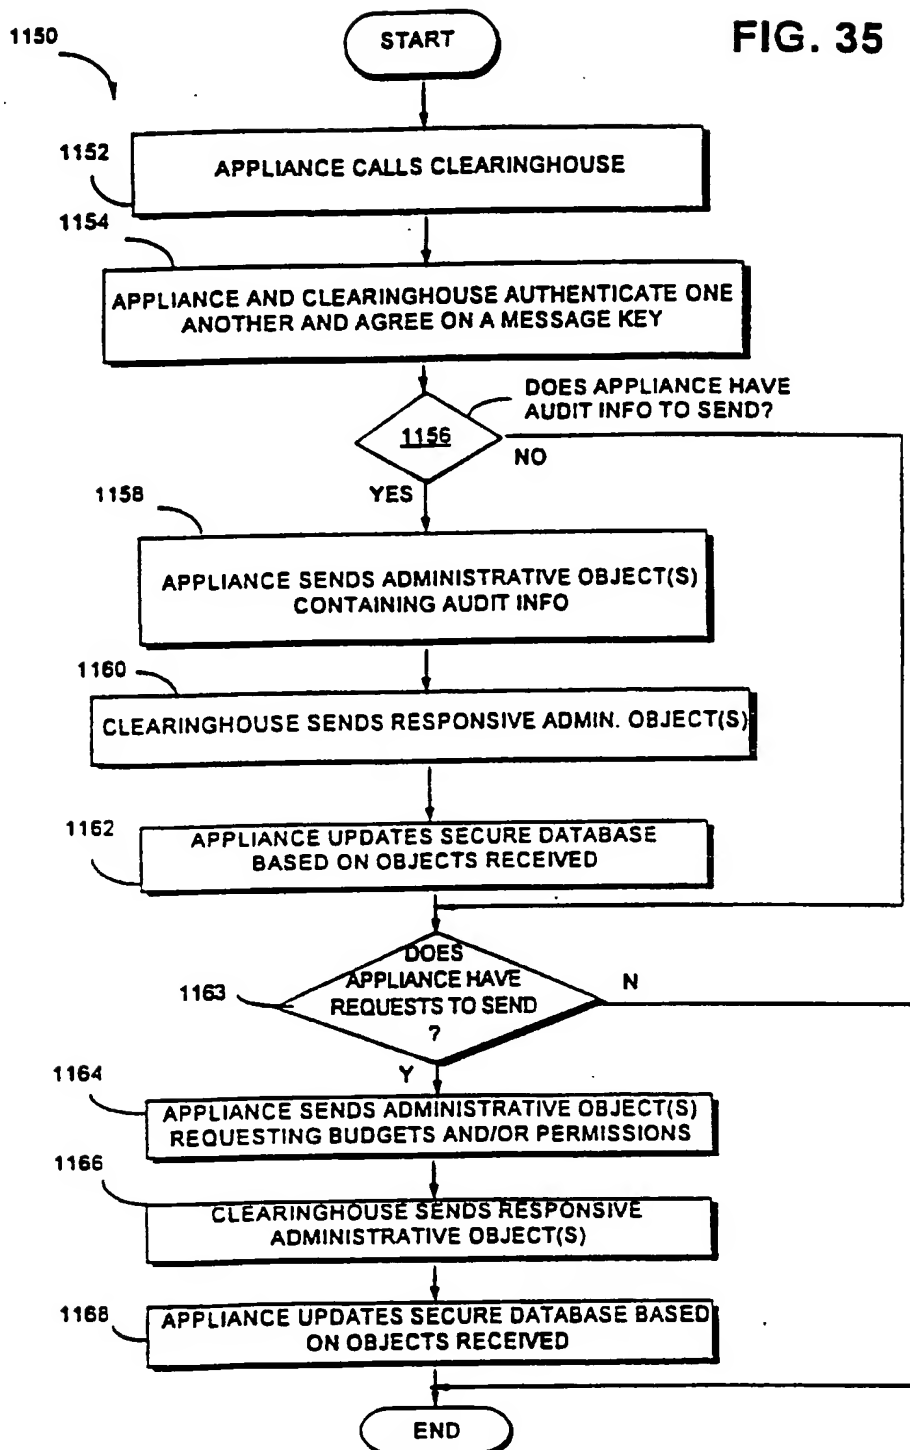 FIG. 35
1150
START
1152
APPLIANCE CALLS CLEARINGHOUSE
1154
APPLIANCE AND CLEARINGHOUSE AUTHENTICATE ONE
ANOTHER AND AGREE ON A MESSAGE KEY
DOES APPLIANCE HAVE
AUDIT INFO TO SEND?
1156
NO
YES
1158
APPLIANCE SENDS ADMINISTRATIVE OBJECT(S)
CONTAINING AUDIT INFO
1160
CLEARINGHOUSE SENDS RESPONSIVE ADMIN. OBJECT(S)
1162
APPLIANCE UPDATES SECURE DATABASE
BASED ON OBJECTS RECEIVED
1163
DOES
APPLIANCE HAVE
REQUESTS TO SEND
?
N
Y
1164
APPLIANCE SENDS ADMINISTRATIVE OBJECT(S)
REQUESTING BUDGETS AND/OR PERMISSIONS
1166
CLEARINGHOUSE SENDS RESPONSIVE
ADMINISTRATIVE OBJECT(S)
1168
APPLIANCE UPDATES SECURE DATABASE BASED
ON OBJECTS RECEIVED
END